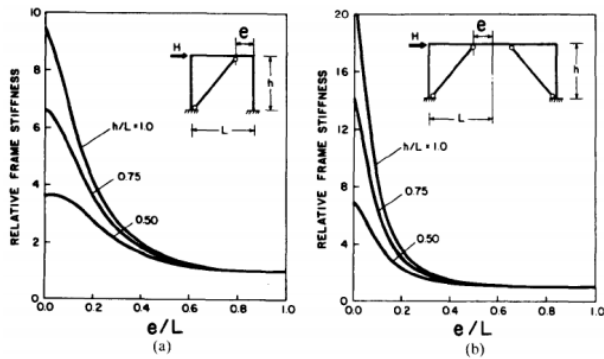 RELATIVE FRAME STIFFNESS
10
8
6
4
2
0
0.0
0.2
0.4
0.6
0.8
1.0
e/L
(a)
h/L=1.0
0.75
0.50
H
e
h
L
RELATIVE FRAME STIFFNESS
20
16
12
8
4
0
0.0
0.2
0.4
0.6
0.8
1.0
e/L
(b)
h/L=1.0
0.75
0.50
H
e
h
L